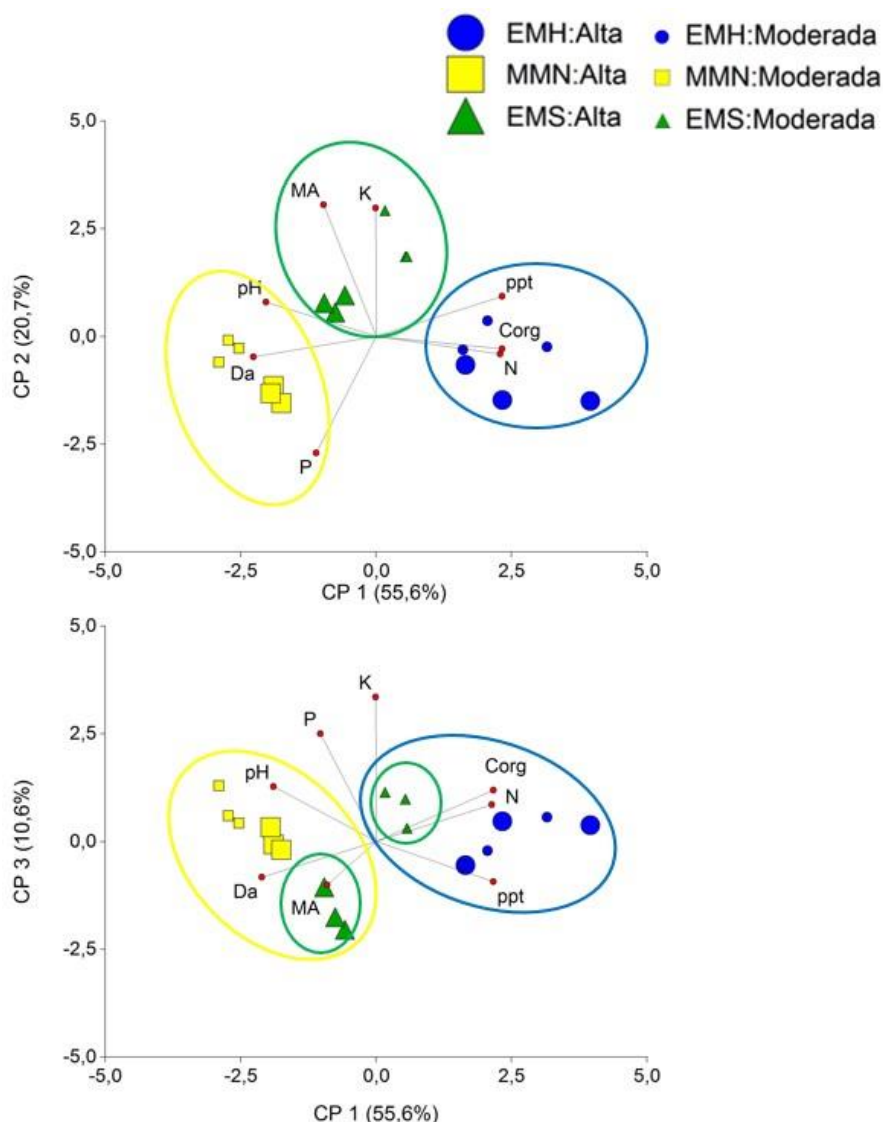 EMH:Alta EMH:Moderada
MMN:Alta MMN:Moderada
EMS:Alta EMS:Moderada
5,0
MA K
2,5
pH ppt
CP 2 (20,7%)
0,0
Corg
Da N
-2,5
P
-5,0
-5,0 -2,5 0,0 2,5 5,0
CP 1 (55,6%)
5,0
K
2,5
P
pH Corg
N
CP 3 (10,6%)
0,0
Da MA ppt
-2,5
-5,0
-5,0 -2,5 0,0 2,5 5,0
CP 1 (55,6%)